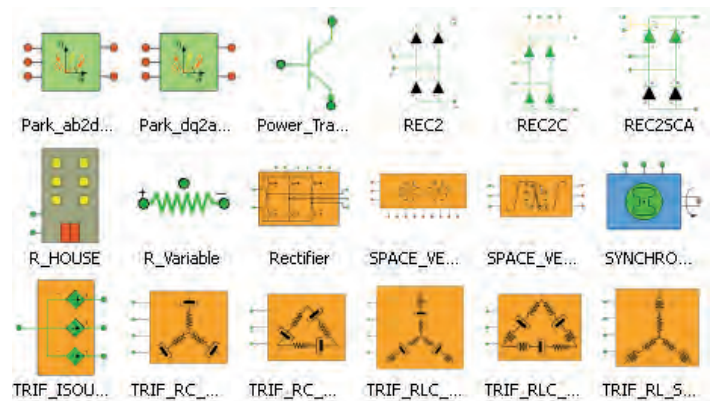 Park_ab2d... Park_dq2a... Power_Tra... REC2 REC2C REC2SCA
R_HOUSE R_Variable Rectifier SPACE_VE... SPACE_VE... SYNCHRO...
TRIF_ISOU... TRIF_RC_... TRIF_RC_... TRIF_RLC_... TRIF_RLC_... TRIF_RL_S...